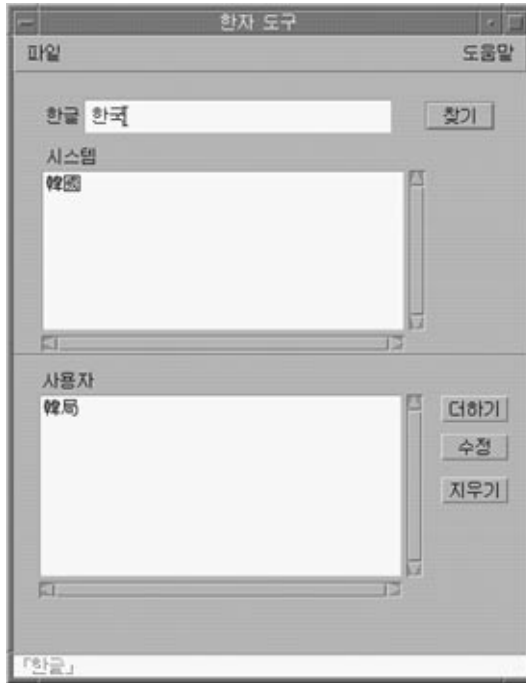 한자 도구
파일 도움말
한글 한국 찾기
시스템
韓國
사용자
韓局
더하기
수정
지우기
「한글」